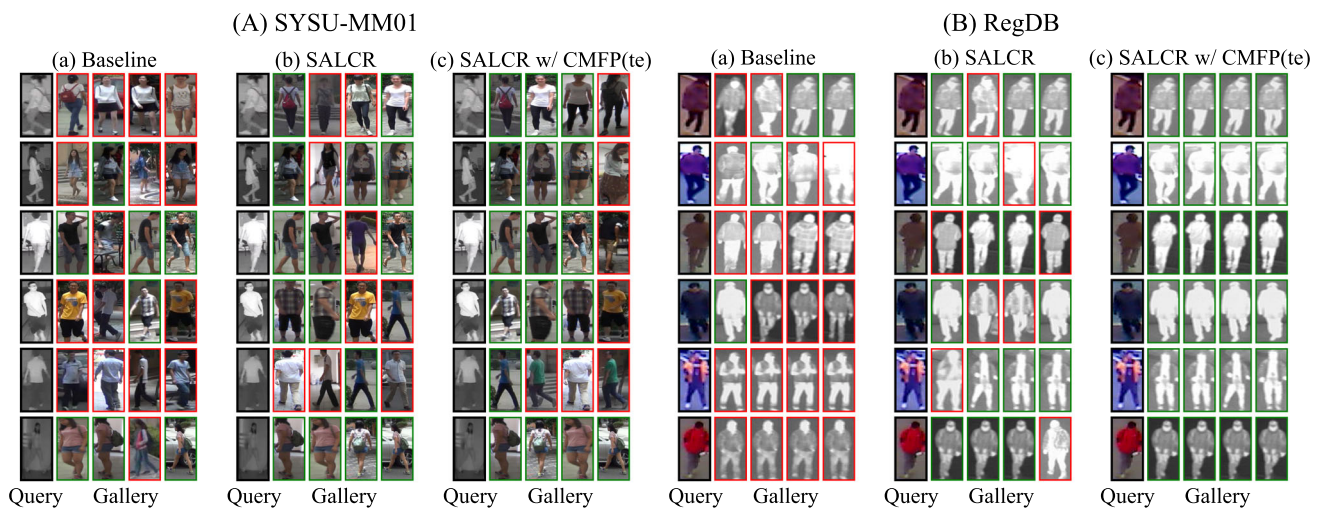 (A) SYSU-MM01
(B) RegDB
(a) Baseline
(b) SALCR
(c) SALCR w/ CMFP(te)
(a) Baseline
(b) SALCR
(c) SALCR w/ CMFP(te)
Query
Gallery
Query
Gallery
Query
Gallery
Query
Gallery
Query
Gallery
Query
Gallery